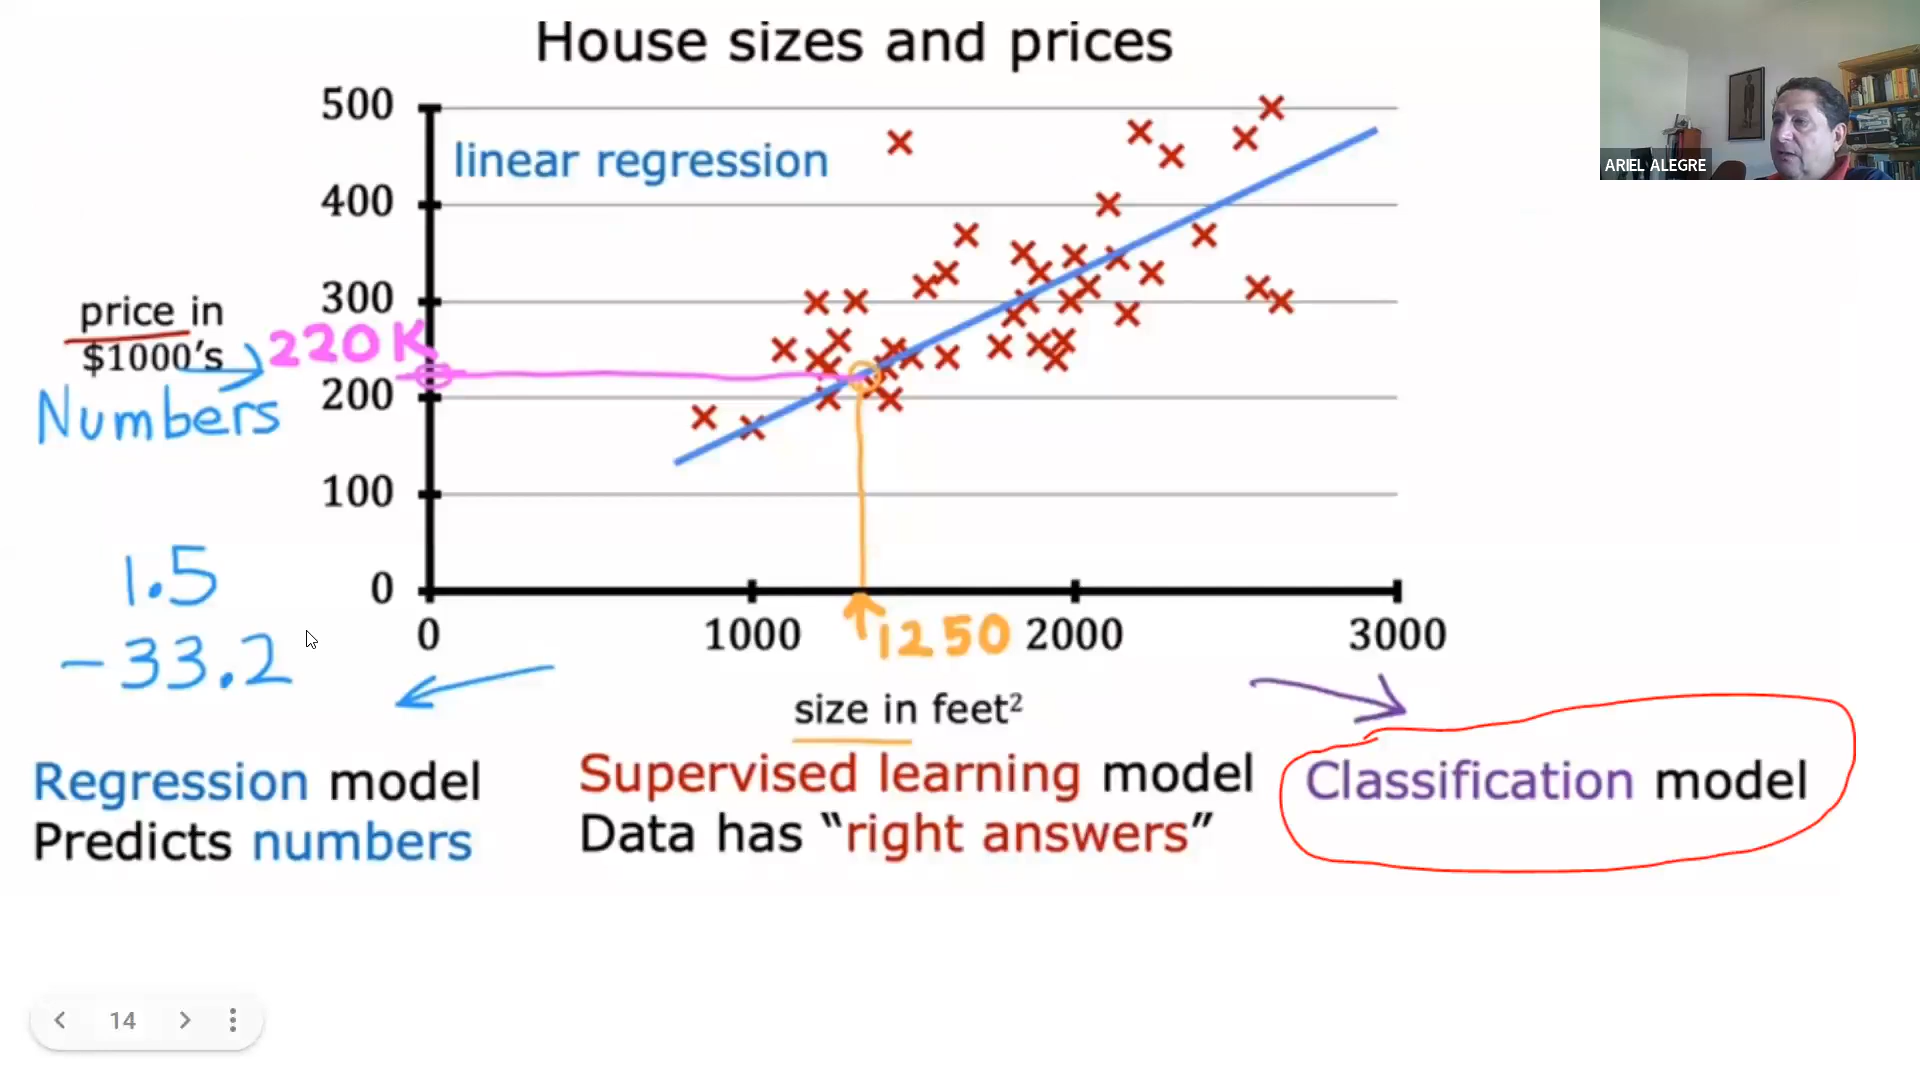 House sizes and prices
ARIEL ALEGRE
linear regression
500
400
300
200
100
0
price in
$1000's
220K
Numbers
1.5
-33.2
0
1000
1250
2000
3000
size in feet²
Regression model
Predicts numbers
Supervised learning model
Data has “right answers”
Classification model
14